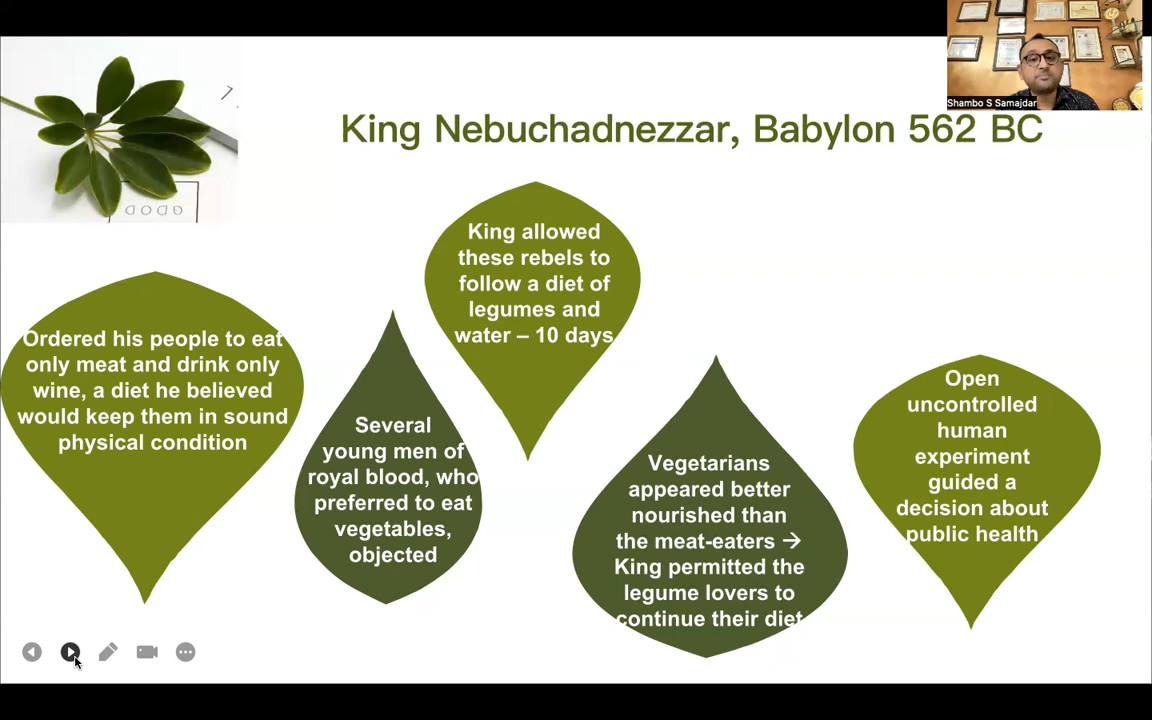 Shambo S Samajdar
King Nebuchadnezzar, Babylon 562 BC
Ordered his people to eat
only meat and drink only
wine, a diet he believed
would keep them in sound
physical condition
Several
young men of
royal blood, who
preferred to eat
vegetables,
objected
King allowed
these rebels to
follow a diet of
legumes and
water – 10 days
Vegetarians
appeared better
nourished than
the meat-eaters →
King permitted the
legume lovers to
continue their diet
Open
uncontrolled
human
experiment
guided a
decision about
public health